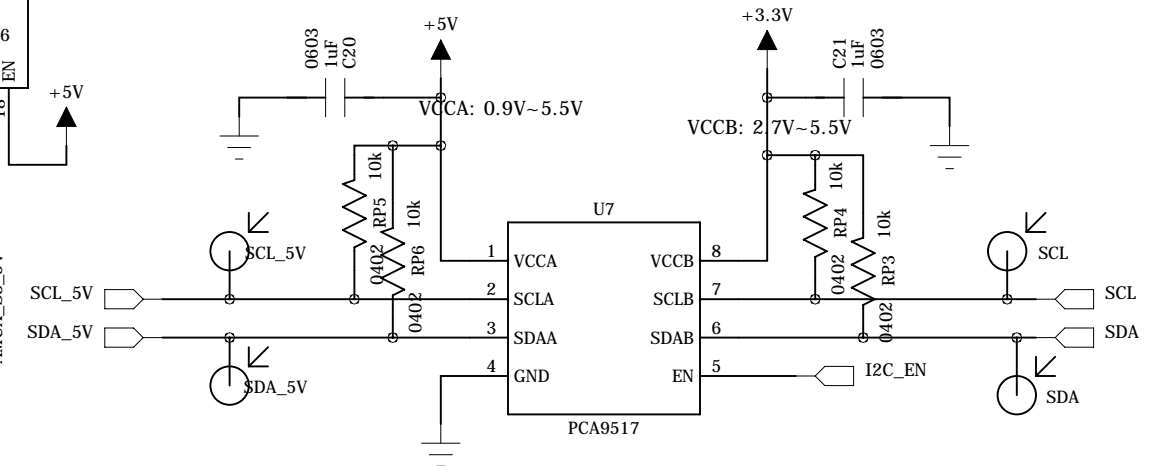 6
EN
+5V
0603
1uF
C20
+5V
VCCA: 0.9V~5.5V
+3.3V
C21
1uF
0603
VCCB: 2.7V~5.5V
10k
RP5
0402
10k
RP6
0402
10k
RP4
0402
10k
RP3
0402
U7
1
VCCA
2
SCLA
3
SDAA
4
GND
8
VCCB
7
SCLB
6
SDAB
5
EN
PCA9517
SCL_5V
SCL_5V
SDA_5V
SDA_5V
SCL
SCL
SDA
SDA
I2C_EN